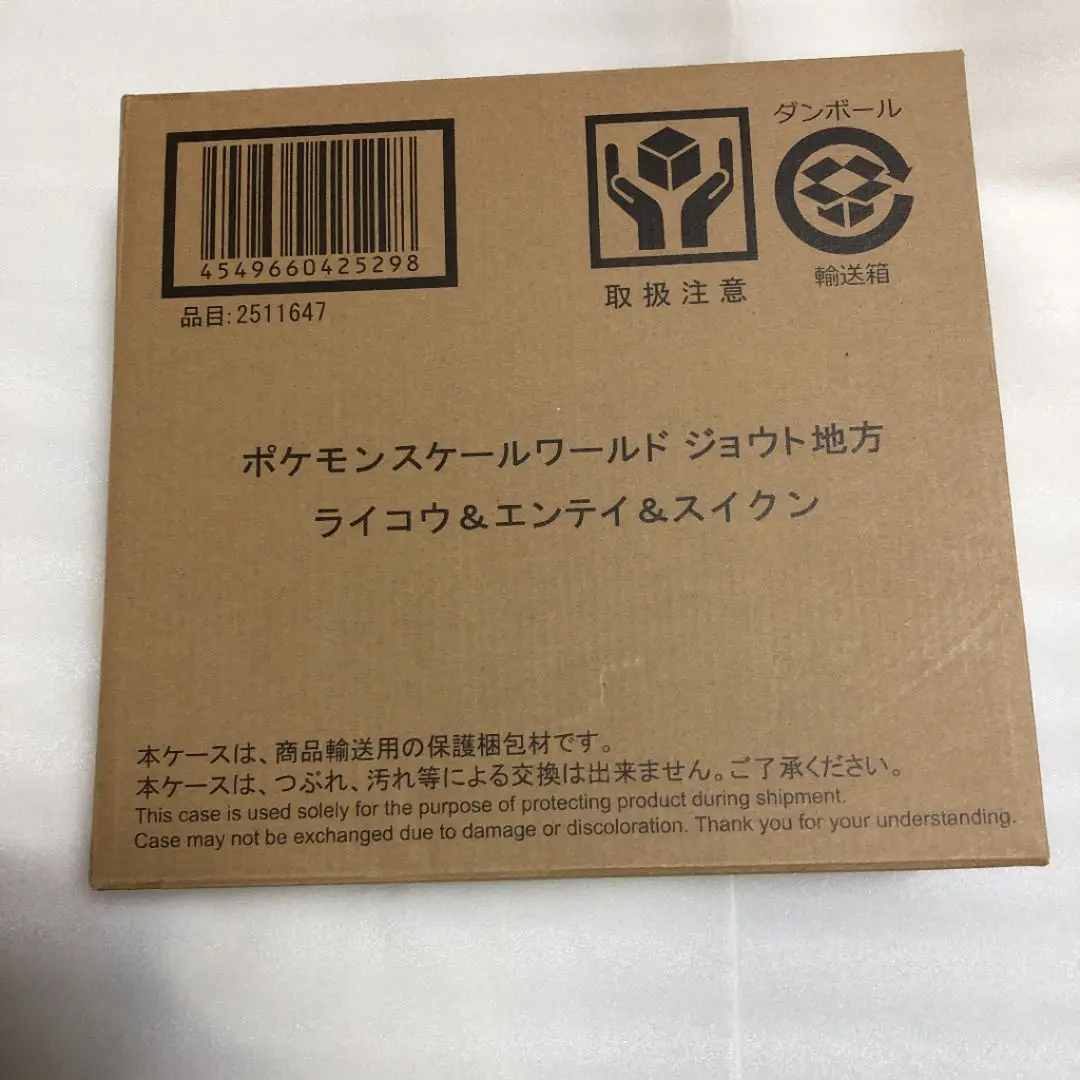 4549660425298
品目:2511647
取扱注意
ダンボール
輸送箱
ポケモンスケールワールド ジョウト地方
ライコウ&エンテイ&スイクン
本ケースは、商品輸送用の保護梱包材です。
本ケースは、つぶれ、汚れ等による交換は出来ません。ご了承ください。
This case is used solely for the purpose of protecting product during shipment.
Case may not be exchanged due to damage or discoloration. Thank you for your understanding.